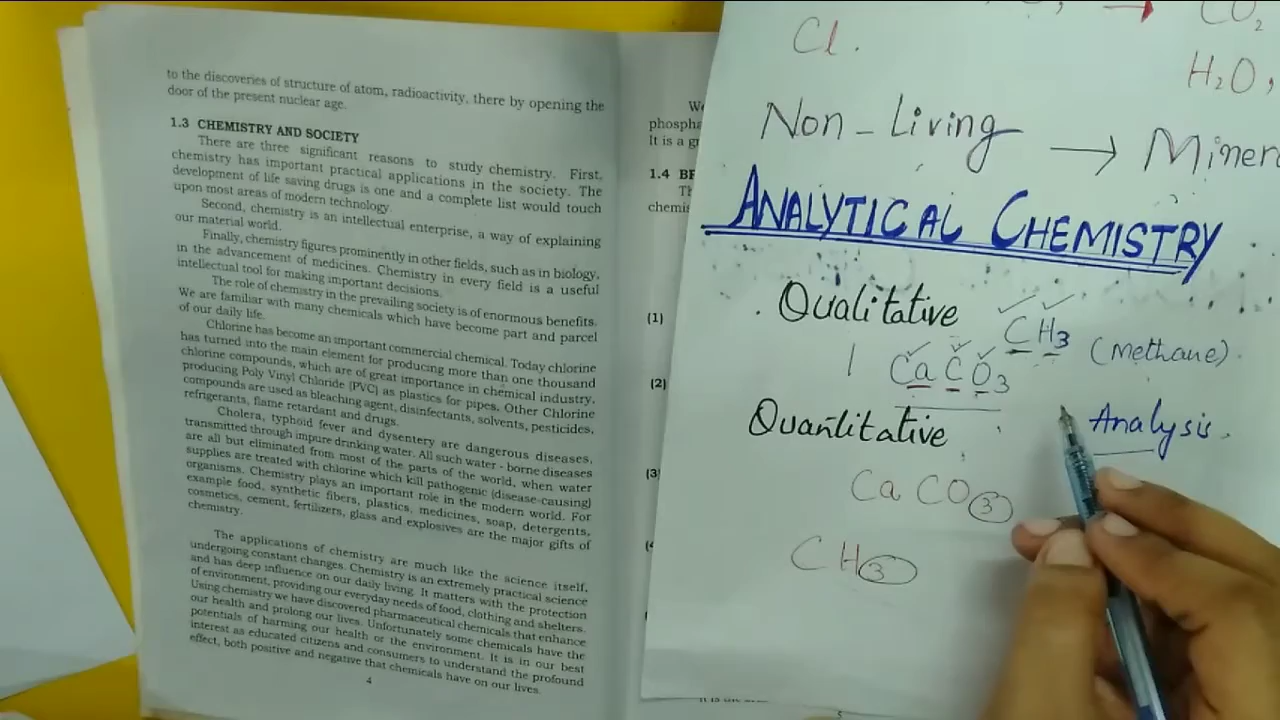 to the discoveries of structure of atom, radioactivity, there by opening the
door of the present nuclear age.
1.3 CHEMISTRY AND SOCIETY
There are three significant reasons to study chemistry. First,
chemistry has important practical applications in the society. The
development of life saving drugs is one and a complete list would touch
upon most areas of modern technology.
Second, chemistry is an intellectual enterprise, a way of explaining
our material world.
Finally, chemistry figures prominently in other fields, such as in biology,
in the advancement of medicines. Chemistry in every field is a useful
intellectual tool for making important decisions.
The role of chemistry in the prevailing society is of enormous benefits.
We are familiar with many chemicals which have become part and parcel
of our daily life.
Chlorine has become an important commercial chemical. Today chlorine
has turned into the main element for producing more than one thousand
chlorine compounds, which are of great importance in chemical industry,
producing Poly Vinyl Chloride (PVC) as plastics for pipes. Other Chlorine
compounds are used as bleaching agent, disinfectants, solvents, pesticides,
refrigerants, flame retardant and drugs.
Cholera, typhoid fever and dysentery are dangerous diseases,
transmitted through impure drinking water. All such water - borne diseases
are all but eliminated from most of the parts of the world, when water
supplies are treated with chlorine which kill pathogenic (disease-causing)
organisms. Chemistry plays an important role in the modern world. For
example food, synthetic fibers, plastics, medicines, soap, detergents,
cosmetics, cement, fertilizers, glass and explosives are the major gifts of
chemistry.
The applications of chemistry are much like the science itself,
undergoing constant changes. Chemistry is an extremely practical science
and has deep influence on our daily living. It matters with the protection
of environment, providing our everyday needs of food, clothing and shelters.
Using chemistry we have discovered pharmaceutical chemicals that enhance
our health and prolong our lives. Unfortunately some chemicals have the
potentials of harming our health or the environment. It is in our best
interest as educated citizens and consumers to understand the profound
effect, both positive and negative that chemicals have on our lives.
4
phospha
It is a g
1.4 BR
chemis
(1)
(2)
(3)
CO2
Cl.
H2O,
Non-Living → Miner
ANALYTICAL CHEMISTRY
Qualitative CH3 (Methane).
CaCO3
Quantitative Analysis.
CaCO3
CH3